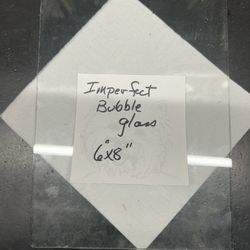 Imperfect
Bubble
glass
6"x8"